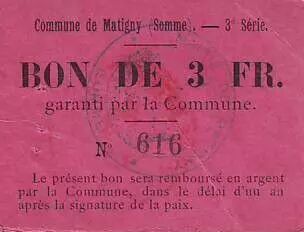 Commune de Matigny (Somme). — 3e Série.
BON DE 3 FR.
garanti par la Commune.
N° 616
Le présent bon sera remboursé en argent
par la Commune, dans le délai d'un an
après la signature de la paix.